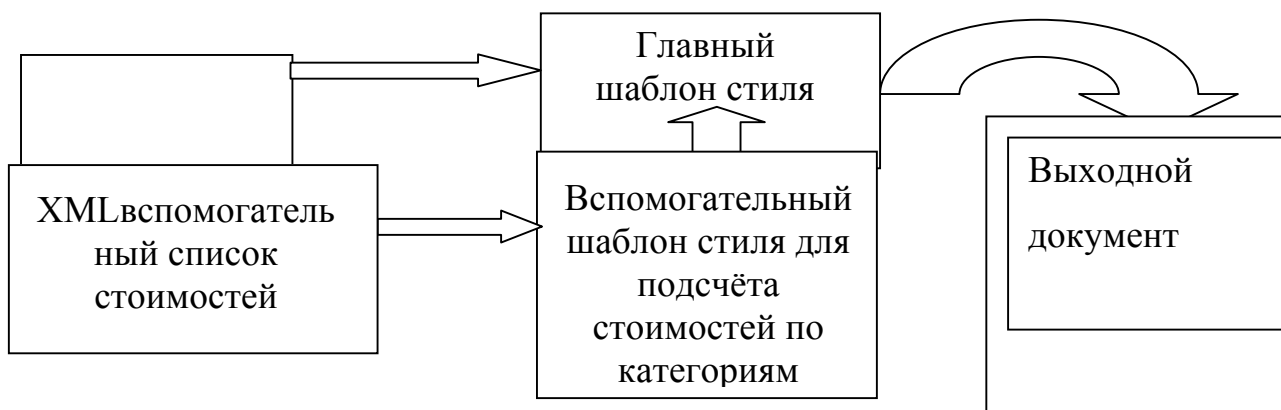 Главный
шаблон стиля
XMLвспомогатель
ный список
стоимостей
Вспомогательный
шаблон стиля для
подсчёта
стоимостей по
категориям
Выходной
документ